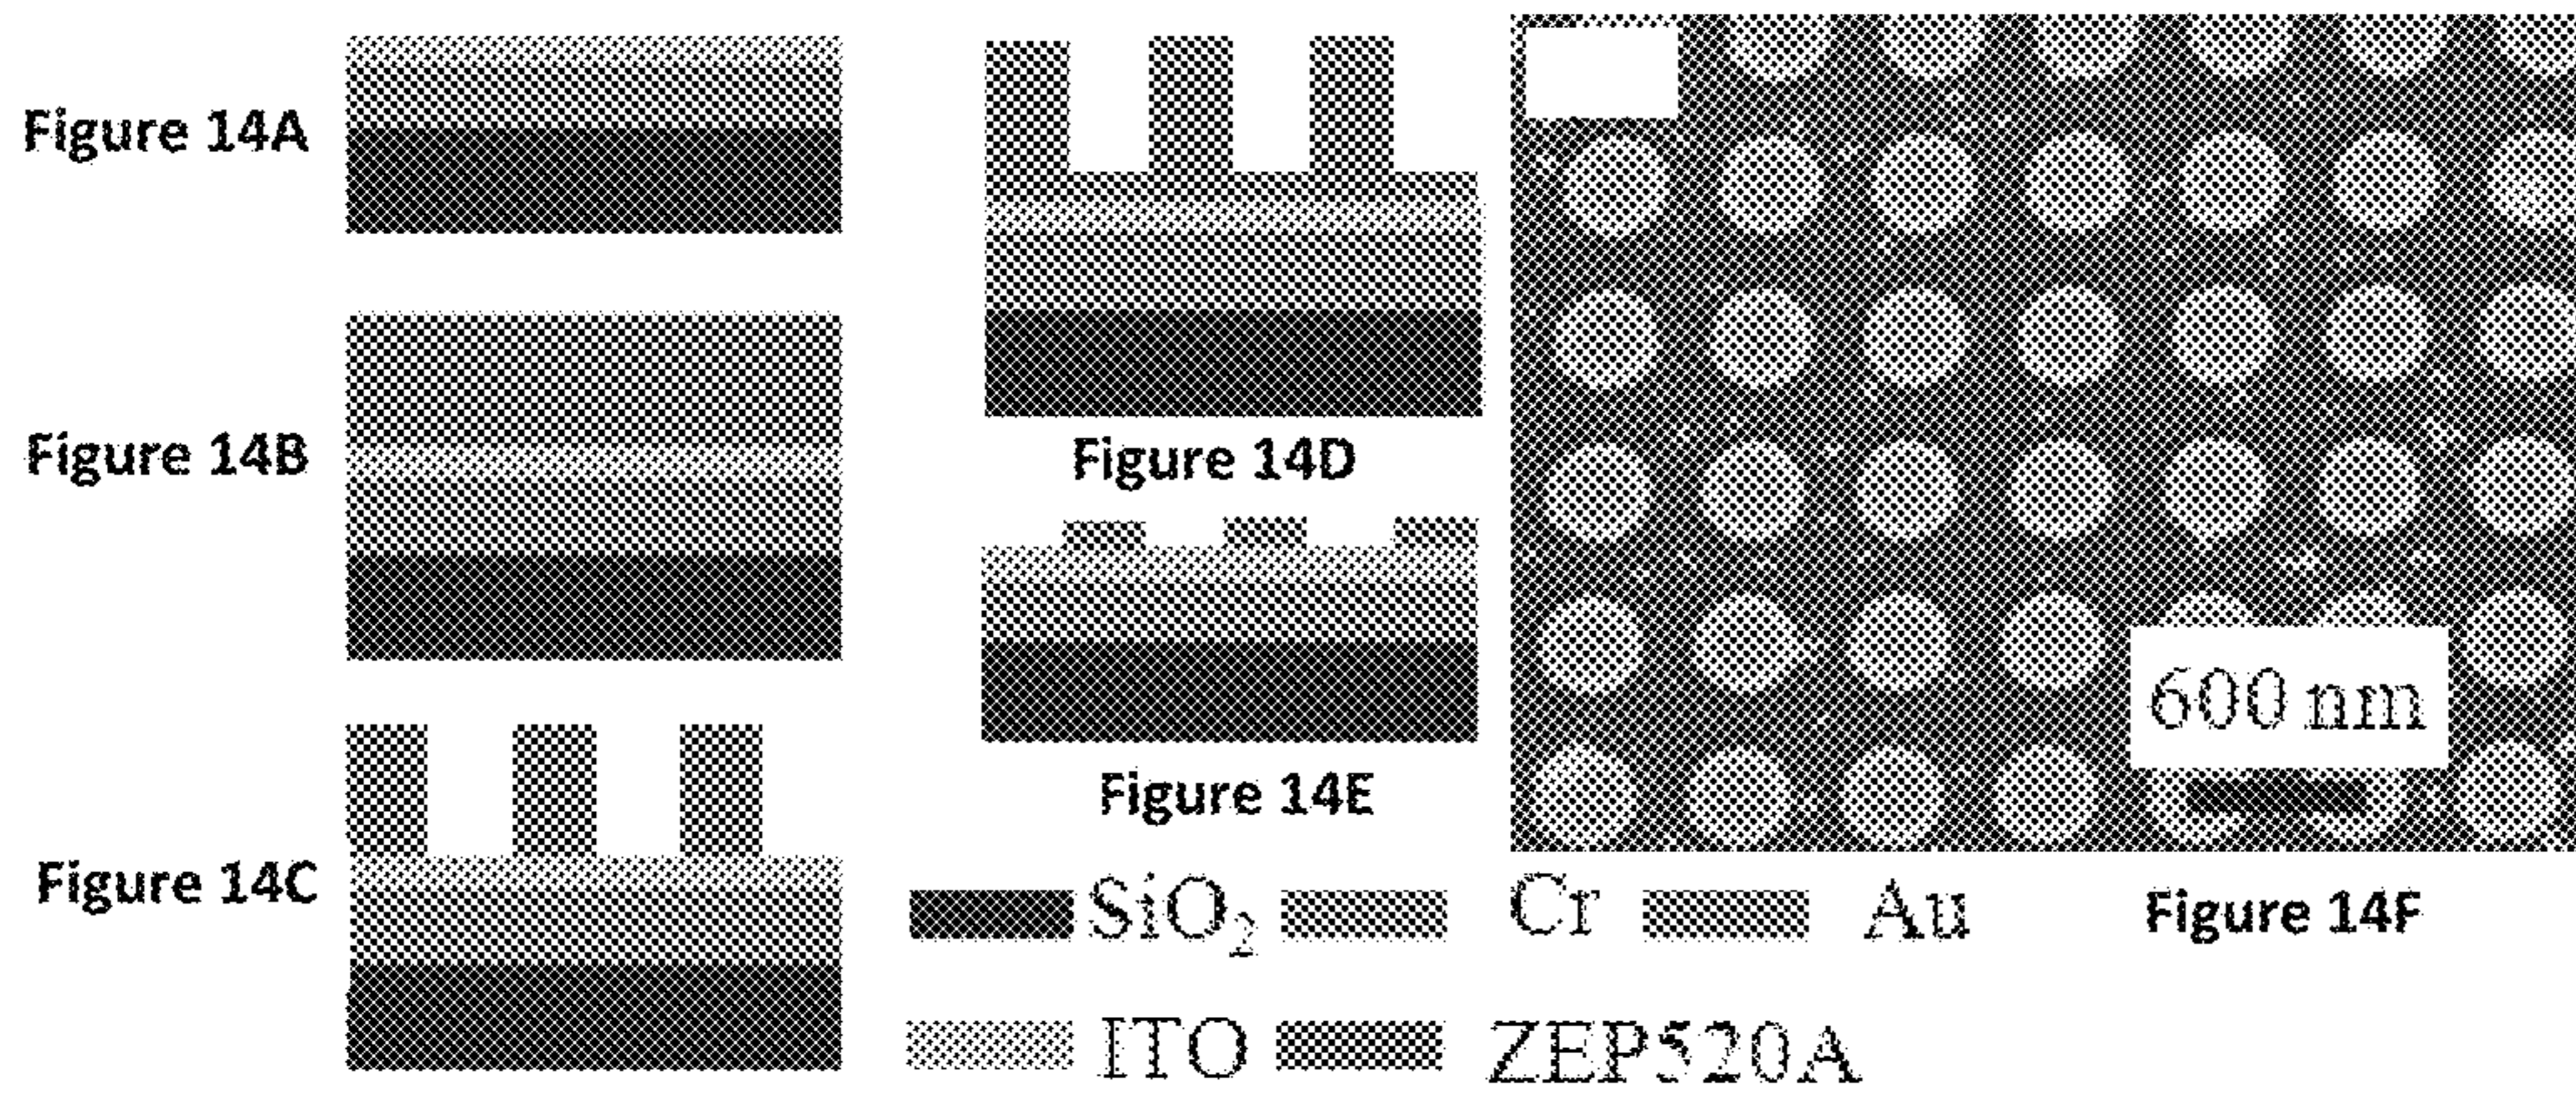 Figure 14A
Figure 14B
Figure 14C
Figure 14D
Figure 14E
600 nm
Figure 14F
SiO₂ Cr Au
ITO ZEP520A